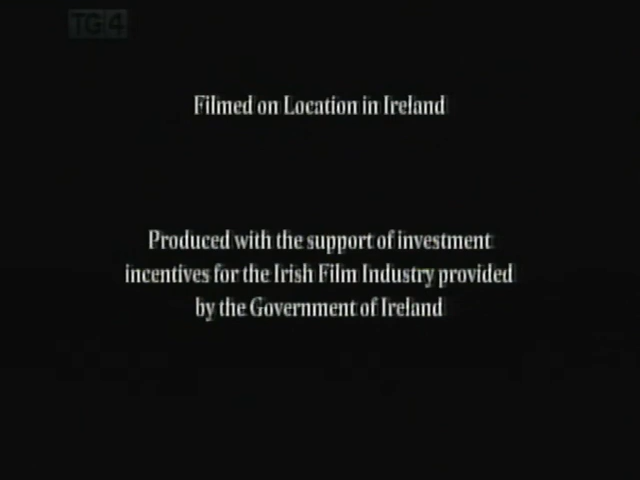 TG4
Filmed on Location in Ireland
Produced with the support of investment
incentives for the Irish Film Industry provided
by the Government of Ireland